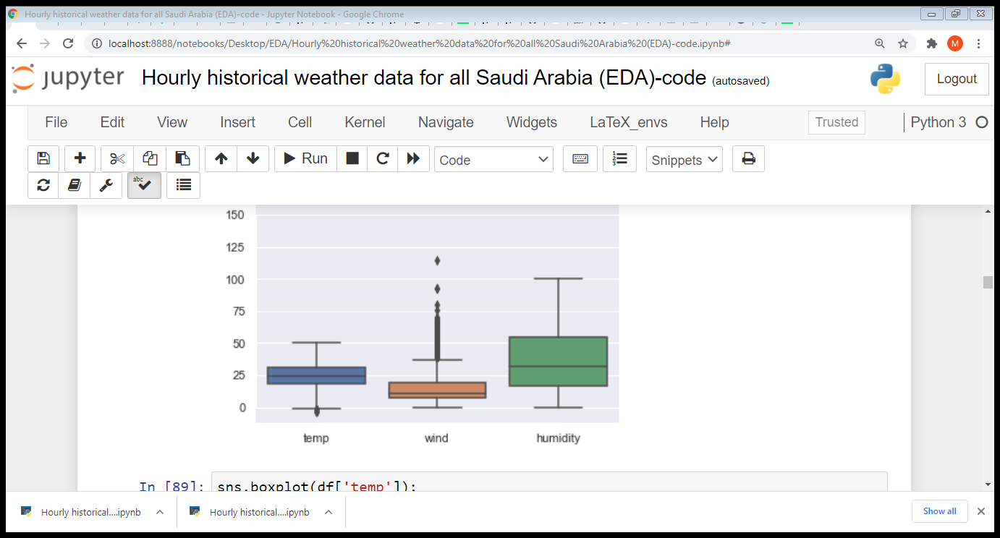 Hourly historical weather data for all Saudi Arabia (EDA)-code - Jupyter Notebook - Google Chrome
localhost:8888/notebooks/Desktop/EDA/Hourly%20historical%20weather%20data%20for%20all%20Saudi%20Arabia%20(EDA)-code.ipynb# M
jupyter Hourly historical weather data for all Saudi Arabia (EDA)-code (autosaved) Logout
File Edit View Insert Cell Kernel Navigate Widgets LaTeX_envs Help Trusted Python 3
Run Code Snippets
abc
150
125
100
75
50
25
0
temp wind humidity
In [89]: sns.boxplot(df['temp']);
Hourly historical....ipynb Hourly historical....ipynb Show all